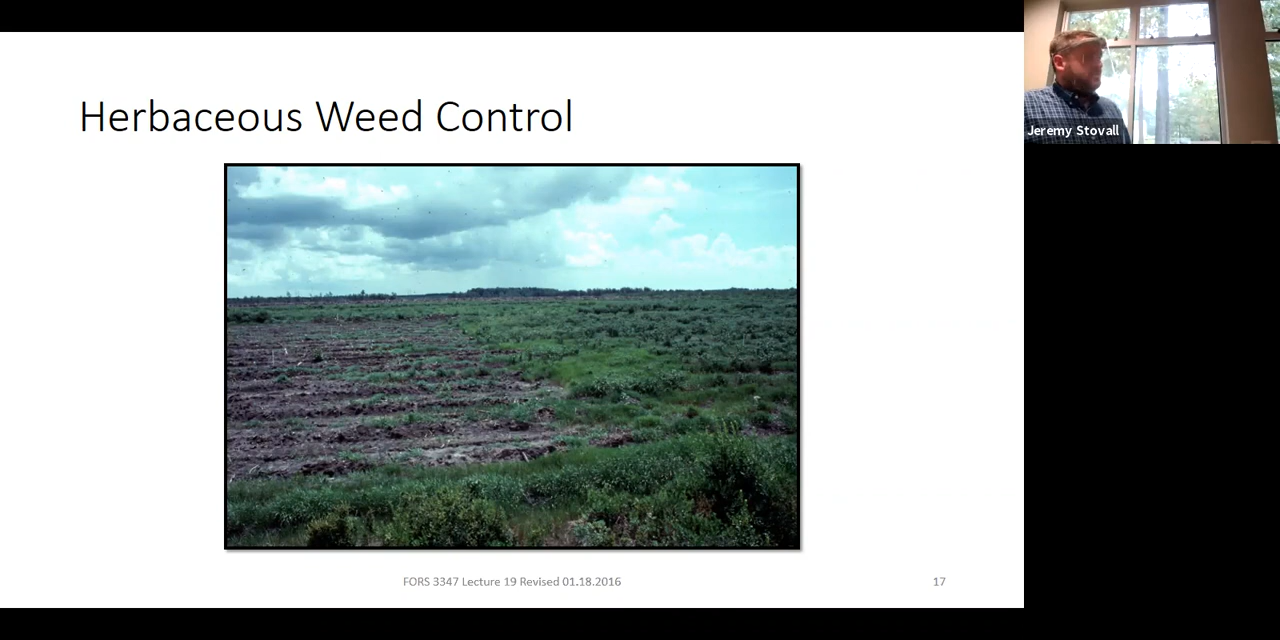 Herbaceous Weed Control
Jeremy Stovall
FORS 3347 Lecture 19 Revised 01.18.2016
17